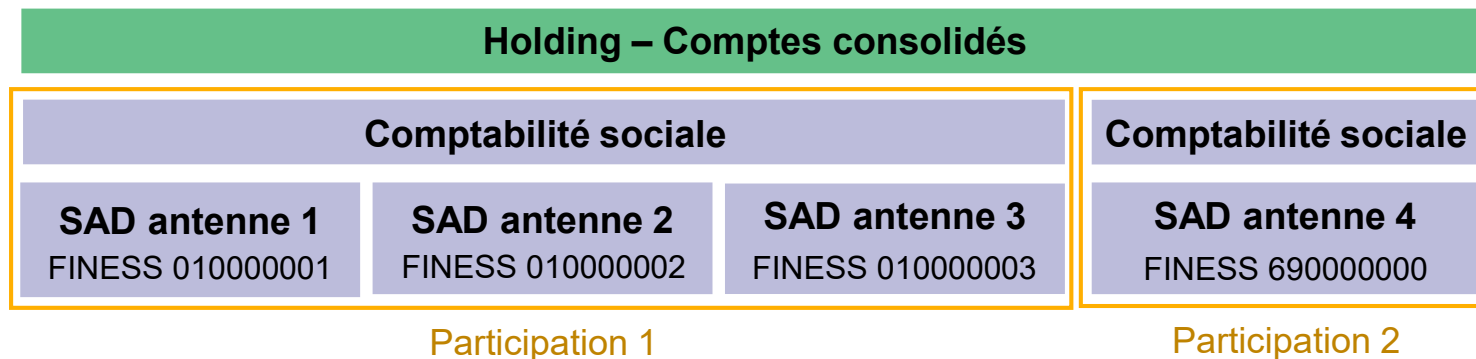 Holding – Comptes consolidés
Comptabilité sociale
Comptabilité sociale
SAD antenne 1
FINESS 010000001
SAD antenne 2
FINESS 010000002
SAD antenne 3
FINESS 010000003
SAD antenne 4
FINESS 690000000
Participation 1
Participation 2